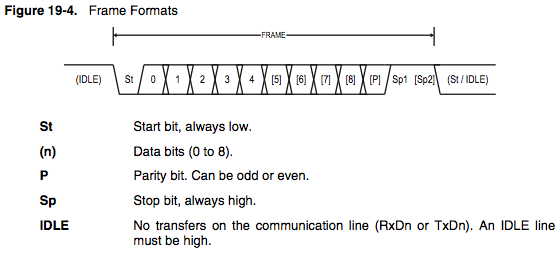 Figure 19-4. Frame Formats
FRAME
(IDLE) St 0 1 2 3 4 [5] [6] [7] [8] [P] Sp1 [Sp2] (St / IDLE)
St Start bit, always low.
(n) Data bits (0 to 8).
P Parity bit. Can be odd or even.
Sp Stop bit, always high.
IDLE No transfers on the communication line (RxDn or TxDn). An IDLE line
must be high.